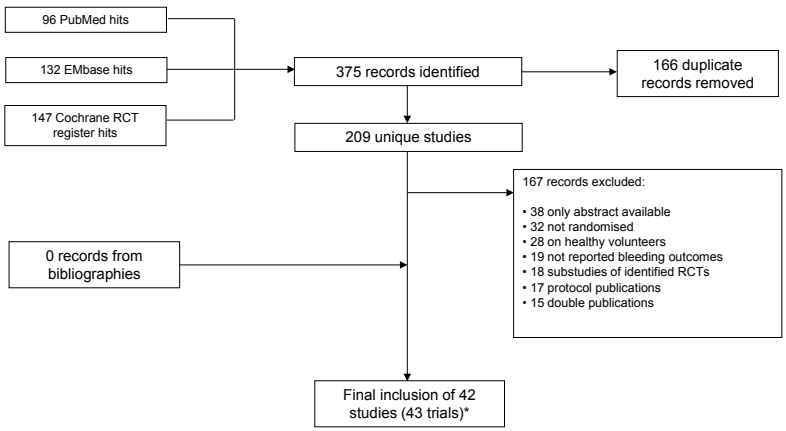 96 PubMed hits
132 EMbase hits
147 Cochrane RCT
register hits
375 records identified
166 duplicate
records removed
209 unique studies
167 records excluded:
• 38 only abstract available
• 32 not randomised
• 28 on healthy volunteers
• 19 not reported bleeding outcomes
• 18 substudies of identified RCTs
• 17 protocol publications
• 15 double publications
0 records from
bibliographies
Final inclusion of 42
studies (43 trials)*